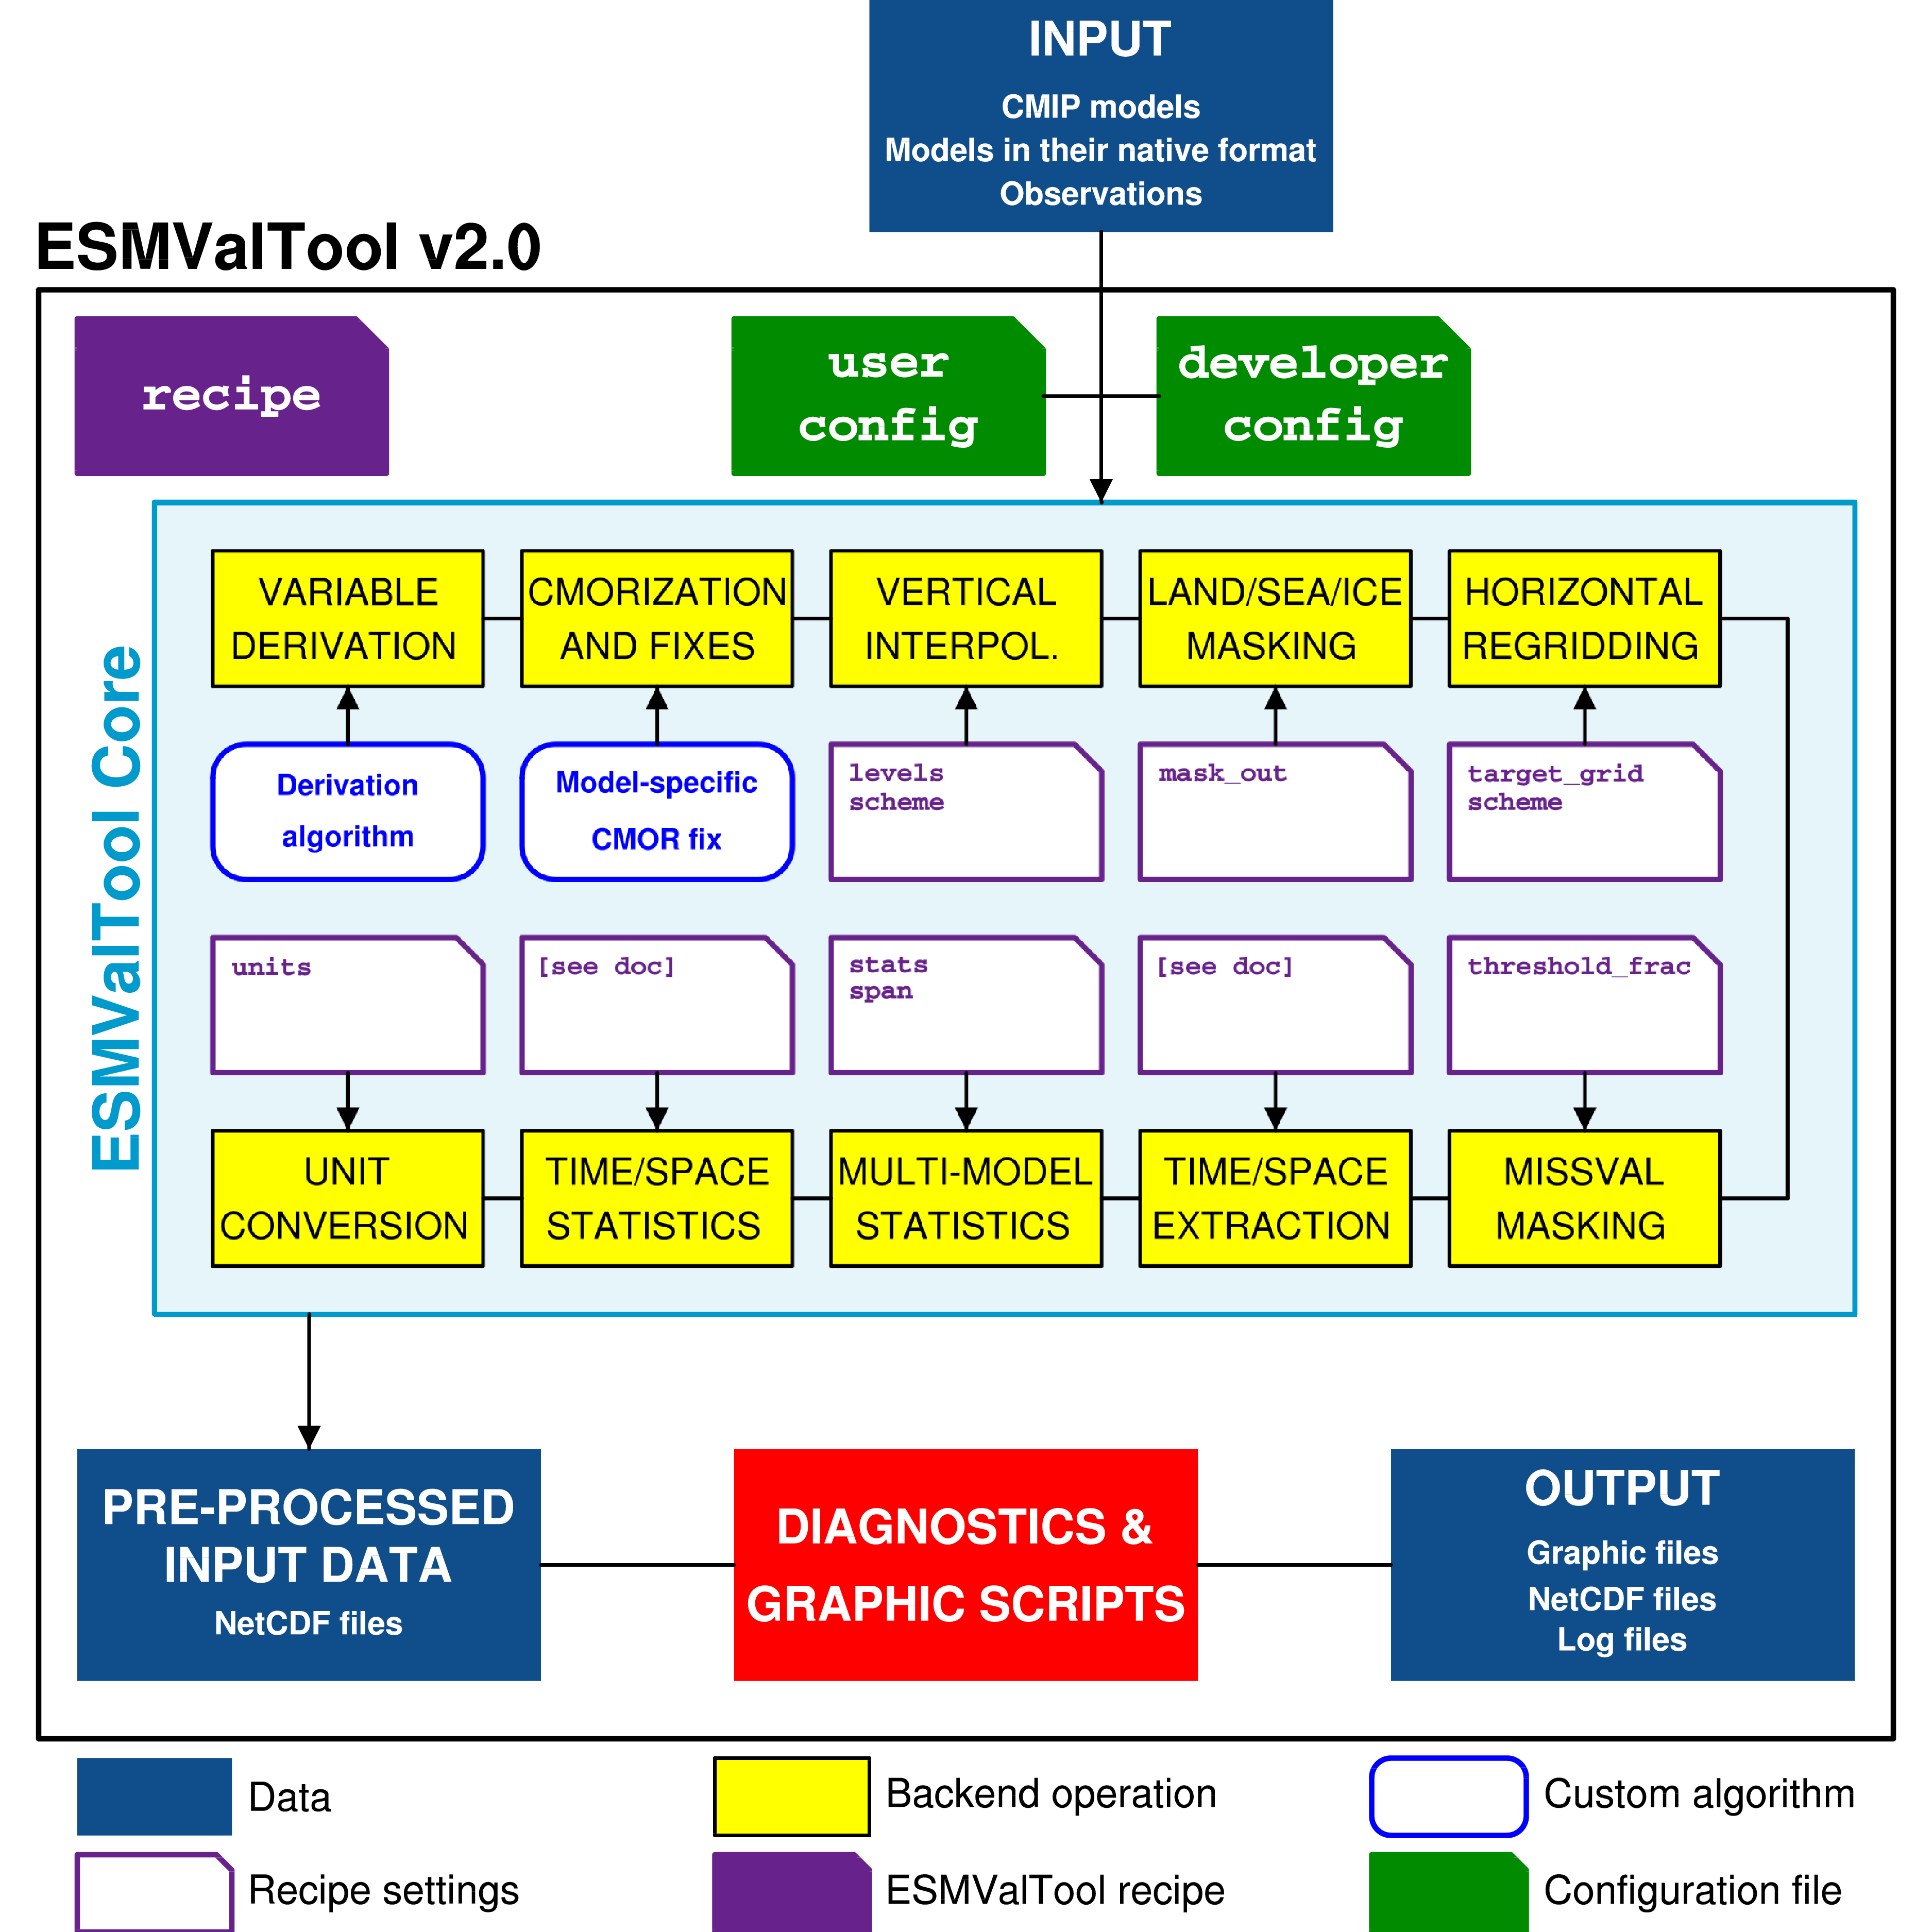 INPUT
CMIP models
Models in their native format
Observations
ESMValTool v2.0
recipe
user
config
developer
config
ESMValTool Core
VARIABLE
DERIVATION
CMORIZATION
AND FIXES
VERTICAL
INTERPOL.
LAND/SEA/ICE
MASKING
HORIZONTAL
REGRIDDING
Derivation
algorithm
Model-specific
CMOR fix
levels
scheme
mask_out
target_grid
scheme
units
[see doc]
stats
span
[see doc]
threshold_frac
UNIT
CONVERSION
TIME/SPACE
STATISTICS
MULTI-MODEL
STATISTICS
TIME/SPACE
EXTRACTION
MISSVAL
MASKING
PRE-PROCESSED
INPUT DATA
NetCDF files
DIAGNOSTICS &
GRAPHIC SCRIPTS
OUTPUT
Graphic files
NetCDF files
Log files
Data
Backend operation
Custom algorithm
Recipe settings
ESMValTool recipe
Configuration file